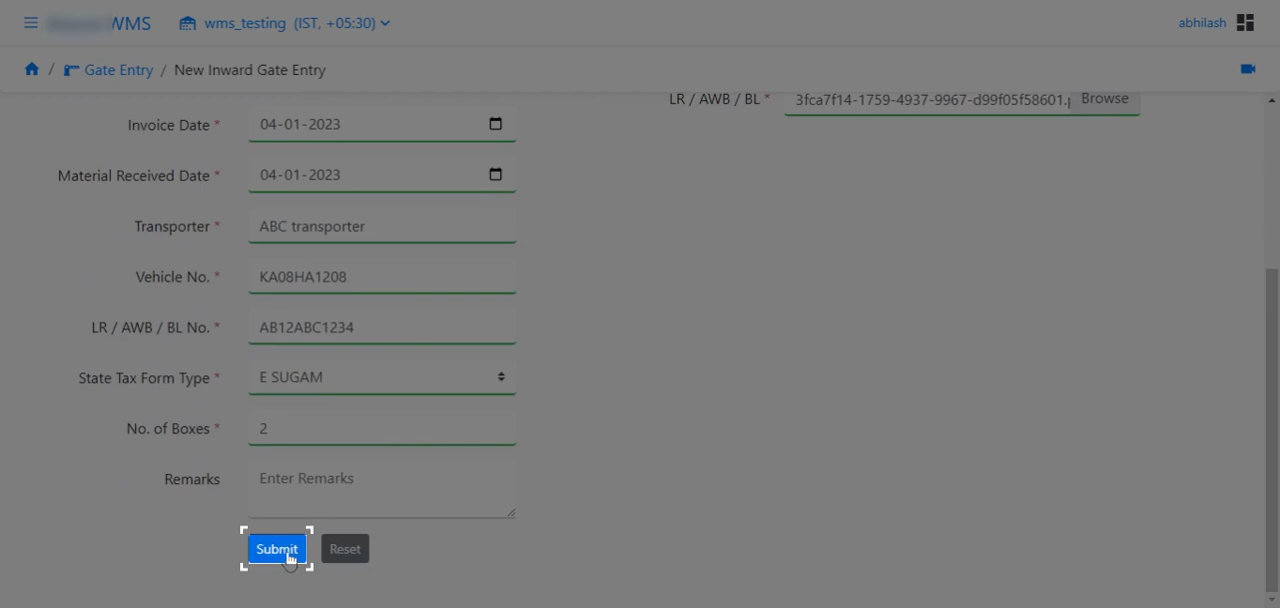 WMS wms_testing (IST, +05:30) abhilash
/ Gate Entry / New Inward Gate Entry
LR / AWB / BL * 3fca7f14-1759-4937-9967-d99f05f58601.p Browse
Invoice Date * 04-01-2023
Material Received Date * 04-01-2023
Transporter * ABC transporter
Vehicle No. * KA08HA1208
LR / AWB / BL No. * AB12ABC1234
State Tax Form Type * E SUGAM
No. of Boxes * 2
Remarks Enter Remarks
Submit Reset